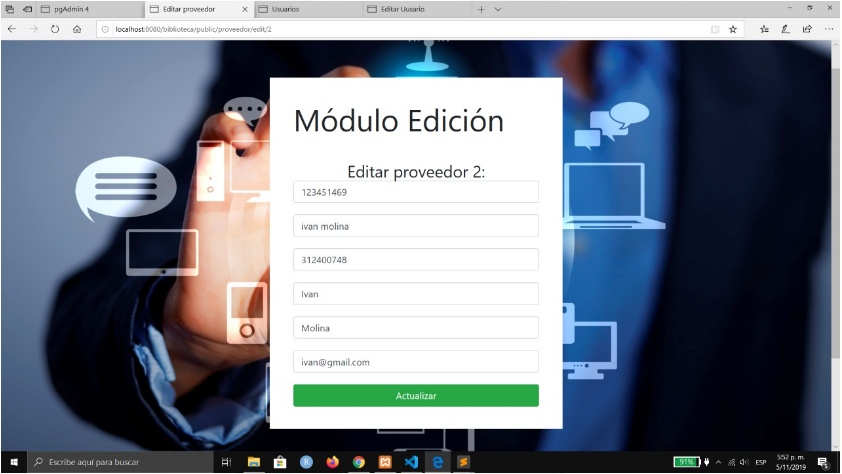 pgAdmin 4
Editar proveedor
Usuarios
Editar Uusario
localhost:8080/biblioteca/public/proveedor/edit/2
Módulo Edición
Editar proveedor 2:
123451469
ivan molina
312400748
Ivan
Molina
ivan@gmail.com
Actualizar
Escribe aquí para buscar
91%
ESP
5:52 p. m.
5/11/2019